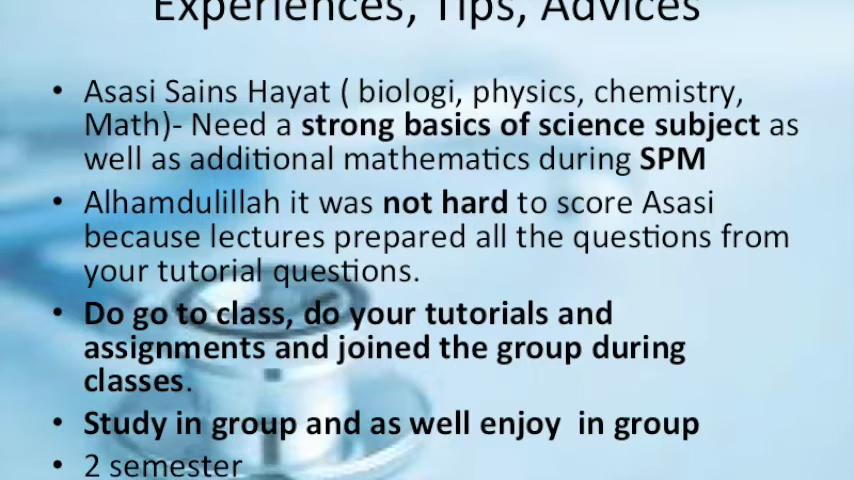 Experiences, Tips, Advices
• Asasi Sains Hayat ( biologi, physics, chemistry,
Math)- Need a strong basics of science subject as
well as additional mathematics during SPM
• Alhamdulillah it was not hard to score Asasi
because lectures prepared all the questions from
your tutorial questions.
• Do go to class, do your tutorials and
assignments and joined the group during
classes.
• Study in group and as well enjoy  in group
• 2 semester